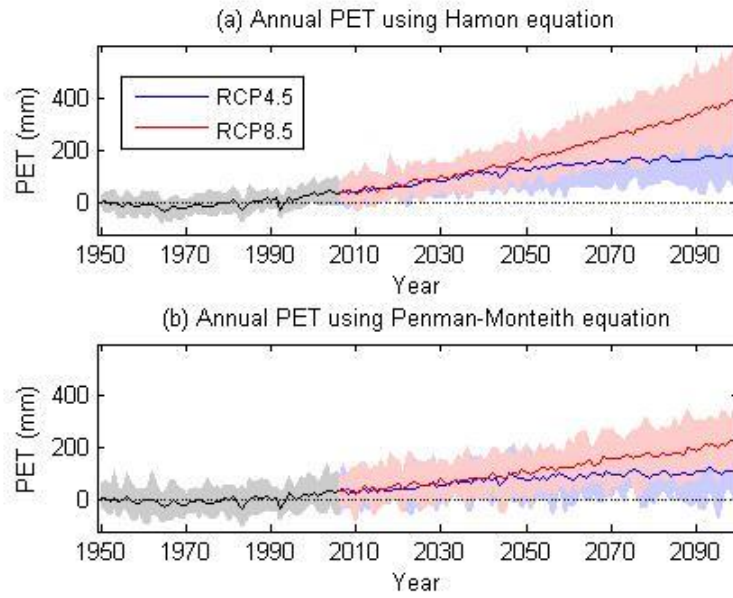 (a) Annual PET using Hamon equation
PET (mm)
400
200
0
RCP4.5
RCP8.5
1950 1970 1990 2010 2030 2050 2070 2090
Year
(b) Annual PET using Penman-Monteith equation
PET (mm)
400
200
0
1950 1970 1990 2010 2030 2050 2070 2090
Year